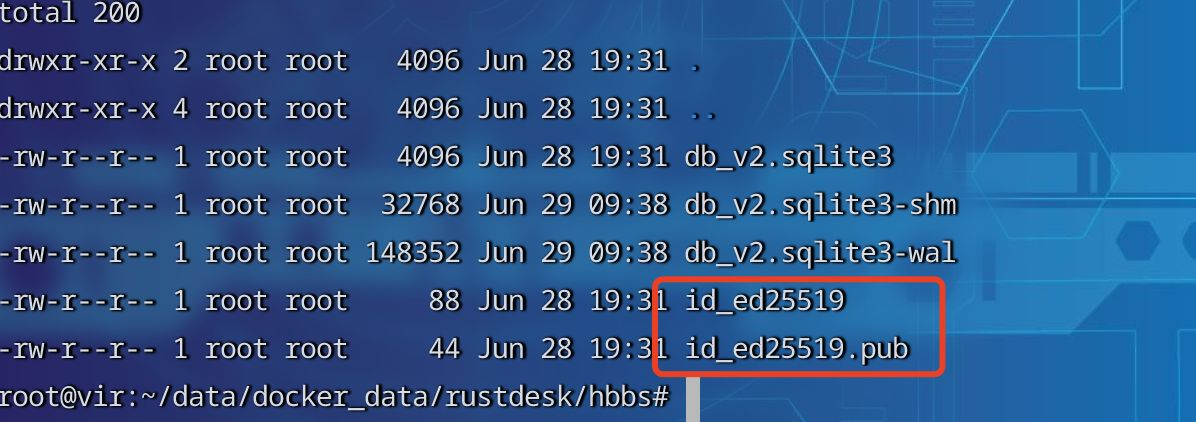 total 200
drwxr-xr-x 2 root root   4096 Jun 28 19:31 .
drwxr-xr-x 4 root root   4096 Jun 28 19:31 ..
-rw-r--r-- 1 root root   4096 Jun 28 19:31 db_v2.sqlite3
-rw-r--r-- 1 root root  32768 Jun 29 09:38 db_v2.sqlite3-shm
-rw-r--r-- 1 root root 148352 Jun 29 09:38 db_v2.sqlite3-wal
-rw-r--r-- 1 root root     88 Jun 28 19:31 id_ed25519
-rw-r--r-- 1 root root     44 Jun 28 19:31 id_ed25519.pub
root@vir:~/data/docker_data/rustdesk/hbbs#